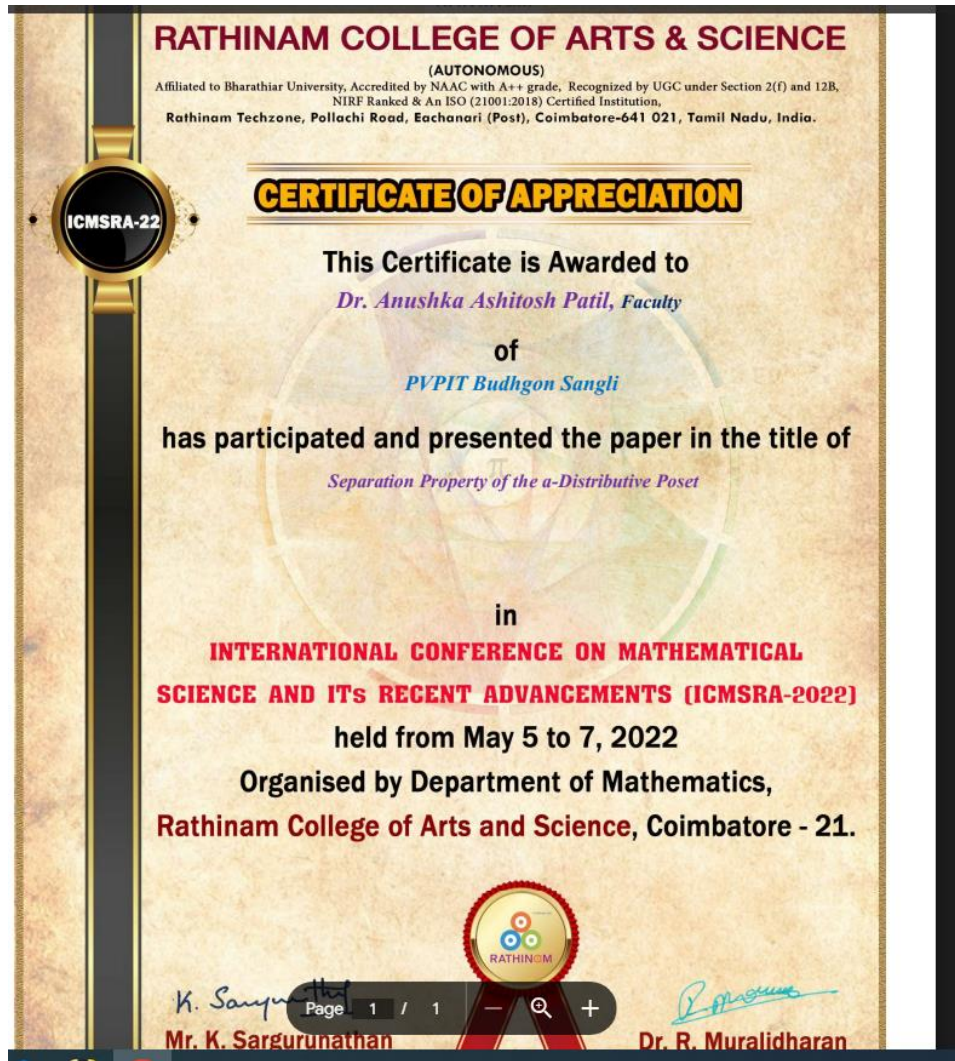 RATHINAM COLLEGE OF ARTS & SCIENCE
(AUTONOMOUS)
Affiliated to Bharathiar University, Accredited by NAAC with A++ grade, Recognized by UGC under Section 2(f) and 12B,
NIRF Ranked & An ISO (21001:2018) Certified Institution,
Rathinam Techzone, Pollachi Road, Eachanari (Post), Coimbatore-641 021, Tamil Nadu, India.
ICMSRA-22
CERTIFICATE OF APPRECIATION
This Certificate is Awarded to
Dr. Anushka Ashitosh Patil, Faculty
of
PVPIT Budhgon Sangli
has participated and presented the paper in the title of
Separation Property of the a-Distributive Poset
in
INTERNATIONAL CONFERENCE ON MATHEMATICAL
SCIENCE AND ITs RECENT ADVANCEMENTS (ICMSRA-2022)
held from May 5 to 7, 2022
Organised by Department of Mathematics,
Rathinam College of Arts and Science, Coimbatore - 21.
RATHINAM
Page 1 / 1
Mr. K. Sargurunathan
Dr. R. Muralidharan